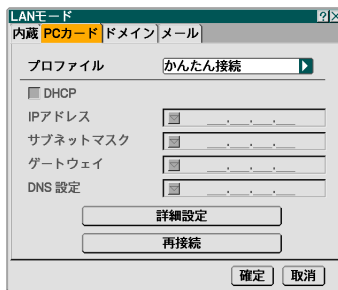 LANモード
内蔵 PCカード ドメイン メール
プロファイル かんたん接続
DHCP
IPアドレス
サブネットマスク
ゲートウェイ
DNS 設定
詳細設定
再接続
確定 取消